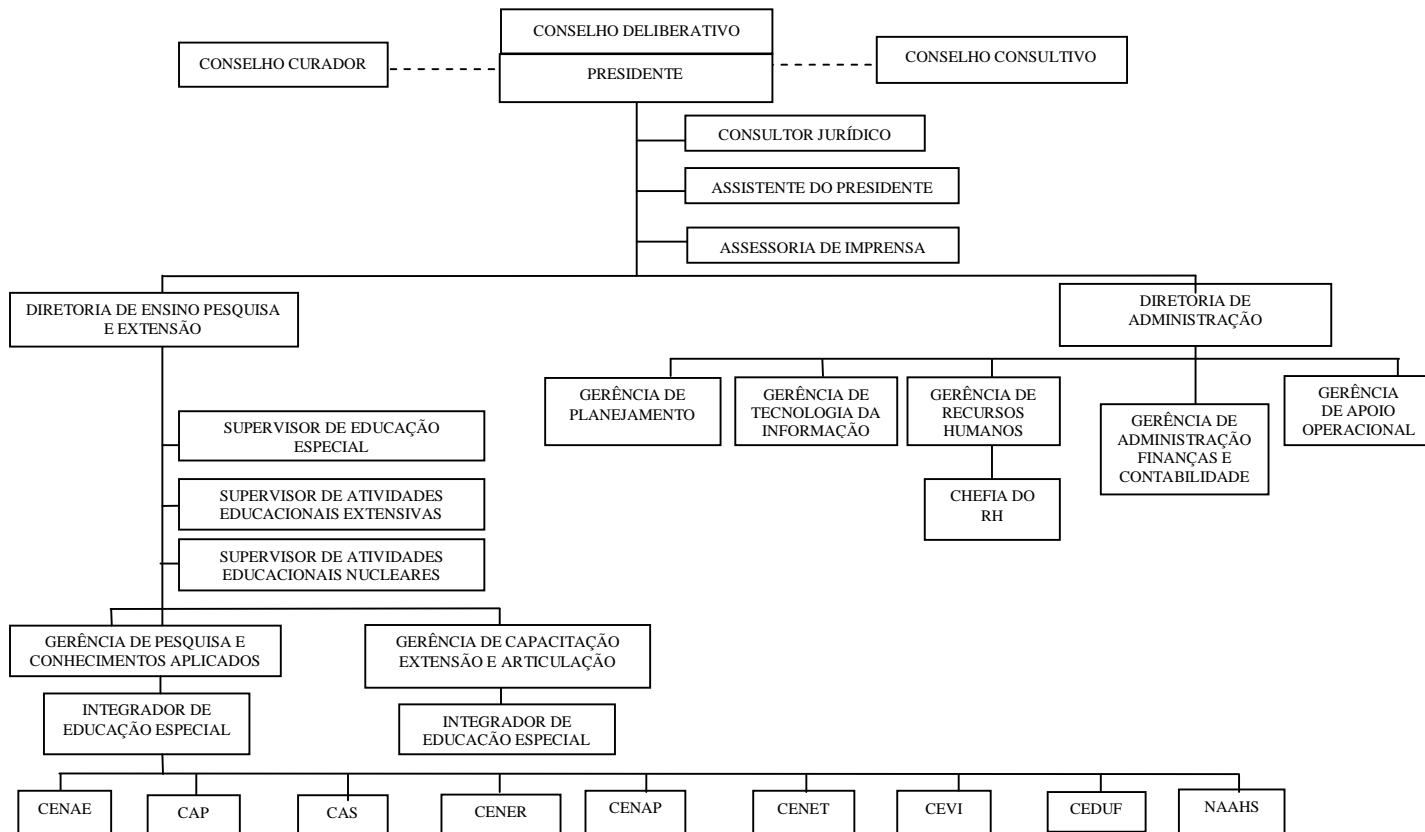 CONSELHO DELIBERATIVO
CONSELHO CURADOR
CONSELHO CONSULTIVO
PRESIDENTE
CONSULTOR JURÍDICO
ASSISTENTE DO PRESIDENTE
ASSESSORIA DE IMPRENSA
DIRETORIA DE ENSINO PESQUISA
E EXTENSÃO
DIRETORIA DE
ADMINISTRAÇÃO
GERÊNCIA DE
PLANEJAMENTO
GERÊNCIA DE
TECNOLOGIA DA
INFORMAÇÃO
GERÊNCIA DE
RECURSOS
HUMANOS
GERÊNCIA DE
ADMINISTRAÇÃO
FINANÇAS E
CONTABILIDADE
GERÊNCIA
DE APOIO
OPERACIONAL
CHEFIA DO
RH
SUPERVISOR DE EDUCAÇÃO
ESPECIAL
SUPERVISOR DE ATIVIDADES
EDUCACIONAIS EXTENSIVAS
SUPERVISOR DE ATIVIDADES
EDUCACIONAIS NUCLEARES
GERÊNCIA DE PESQUISA E
CONHECIMENTOS APLICADOS
GERÊNCIA DE CAPACITAÇÃO
EXTENSÃO E ARTICULAÇÃO
INTEGRADOR DE
EDUCAÇÃO ESPECIAL
INTEGRADOR DE
EDUCAÇÃO ESPECIAL
CENAE
CAP
CAS
CENER
CENAP
CENET
CEVI
CEDUF
NAAHS